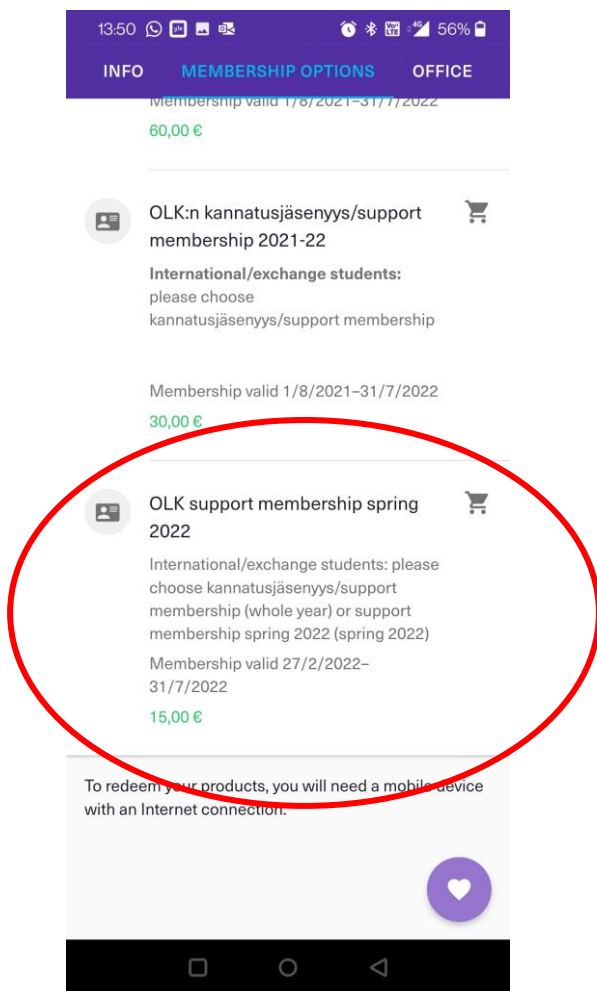 13:50 56%
INFO MEMBERSHIP OPTIONS OFFICE
Membership valid 1/8/2021–31/7/2022
60,00 €
OLK:n kannatusjäsenyys/support
membership 2021-22
International/exchange students:
please choose
kannatusjäsenyys/support membership
Membership valid 1/8/2021–31/7/2022
30,00 €
OLK support membership spring
2022
International/exchange students: please
choose kannatusjäsenyys/support
membership (whole year) or support
membership spring 2022 (spring 2022)
Membership valid 27/2/2022–
31/7/2022
15,00 €
To redeem your products, you will need a mobile device
with an Internet connection.